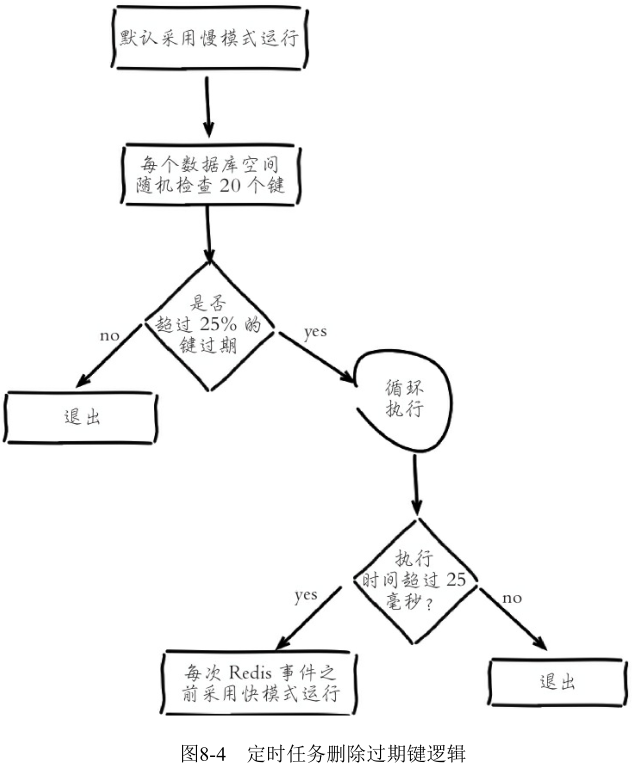 默认采用慢模式运行
每个数据库空间
随机检查 20 个键
是否
超过 25% 的
键过期
no
yes
退出
循环
执行
执行
时间超过 25
毫秒？
yes
no
每次 Redis 事件之
前采用快模式运行
退出
图8-4 定时任务删除过期键逻辑